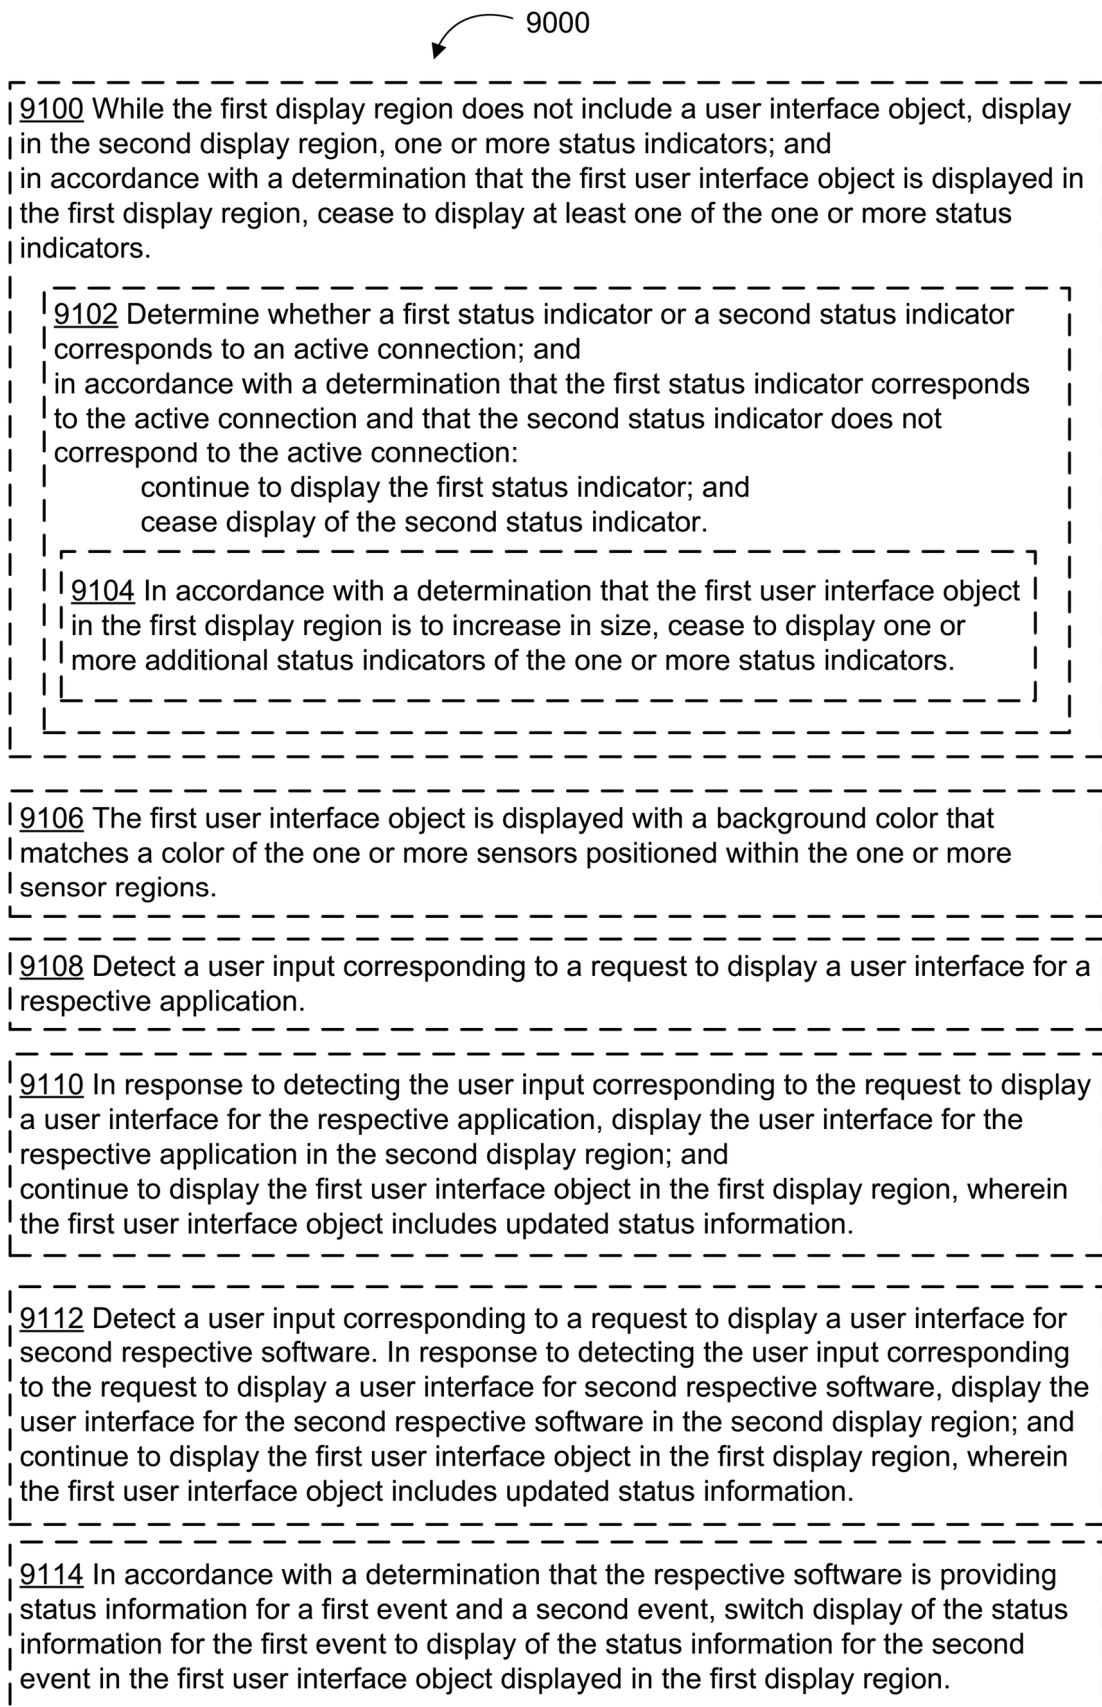 9000
9100 While the first display region does not include a user interface object, display
in the second display region, one or more status indicators; and
in accordance with a determination that the first user interface object is displayed in
the first display region, cease to display at least one of the one or more status
indicators.
9102 Determine whether a first status indicator or a second status indicator
corresponds to an active connection; and
in accordance with a determination that the first status indicator corresponds
to the active connection and that the second status indicator does not
correspond to the active connection:
continue to display the first status indicator; and
cease display of the second status indicator.
9104 In accordance with a determination that the first user interface object
in the first display region is to increase in size, cease to display one or
more additional status indicators of the one or more status indicators.
9106 The first user interface object is displayed with a background color that
matches a color of the one or more sensors positioned within the one or more
sensor regions.
9108 Detect a user input corresponding to a request to display a user interface for a
respective application.
9110 In response to detecting the user input corresponding to the request to display
a user interface for the respective application, display the user interface for the
respective application in the second display region; and
continue to display the first user interface object in the first display region, wherein
the first user interface object includes updated status information.
9112 Detect a user input corresponding to a request to display a user interface for
second respective software. In response to detecting the user input corresponding
to the request to display a user interface for second respective software, display the
user interface for the second respective software in the second display region; and
continue to display the first user interface object in the first display region, wherein
the first user interface object includes updated status information.
9114 In accordance with a determination that the respective software is providing
status information for a first event and a second event, switch display of the status
information for the first event to display of the status information for the second
event in the first user interface object displayed in the first display region.